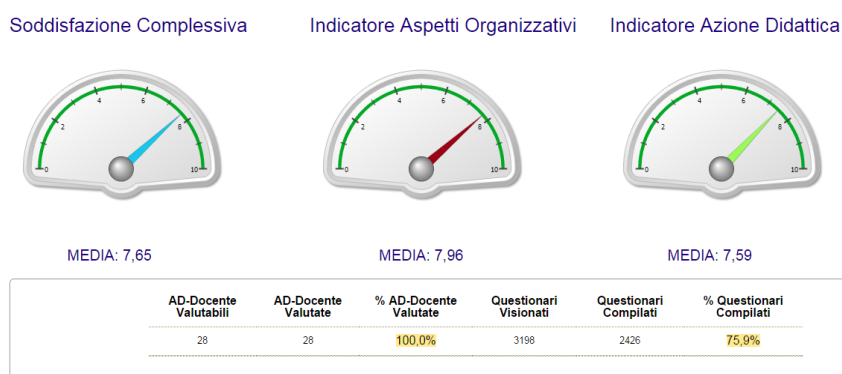 Soddisfazione Complessiva
Indicatore Aspetti Organizzativi
Indicatore Azione Didattica
0 2 4 6 8 10
0 2 4 6 8 10
0 2 4 6 8 10
MEDIA: 7,65
MEDIA: 7,96
MEDIA: 7,59
AD-Docente Valutabili
AD-Docente Valutate
% AD-Docente Valutate
Questionari Visionati
Questionari Compilati
% Questionari Compilati
28 28 100,0% 3198 2426 75,9%